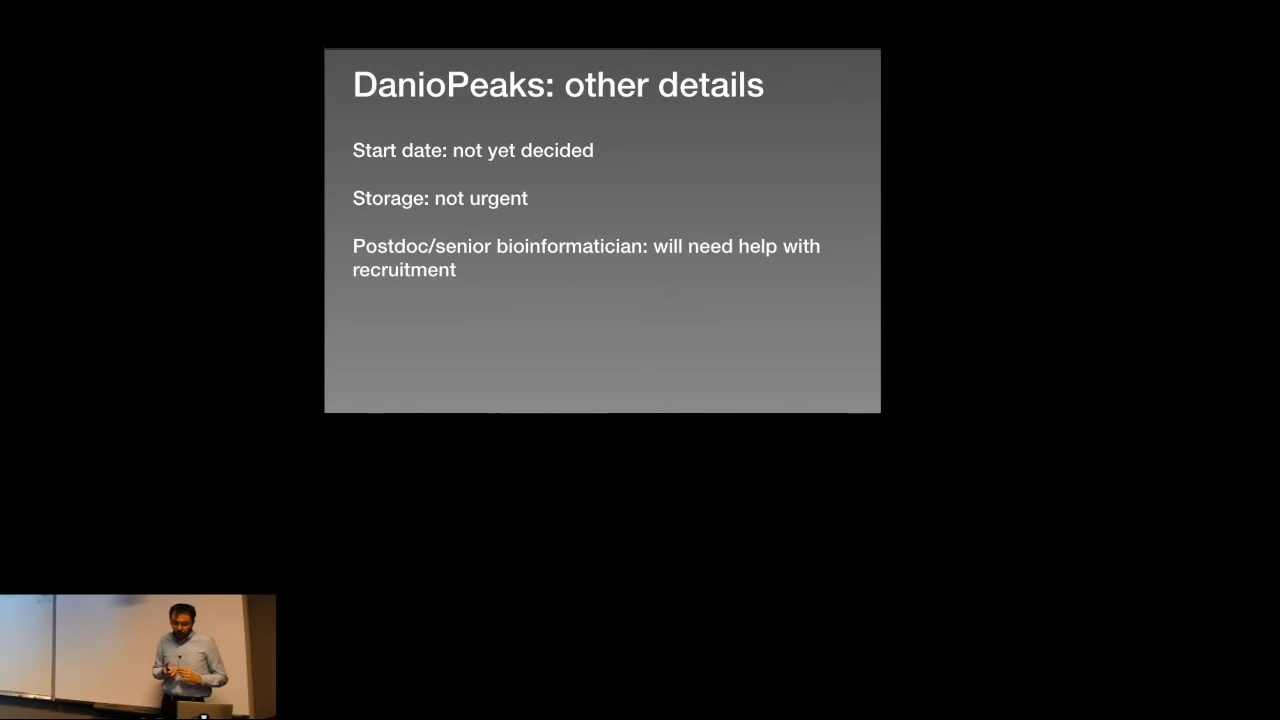 DanioPeaks: other details
Start date: not yet decided
Storage: not urgent
Postdoc/senior bioinformatician: will need help with
recruitment